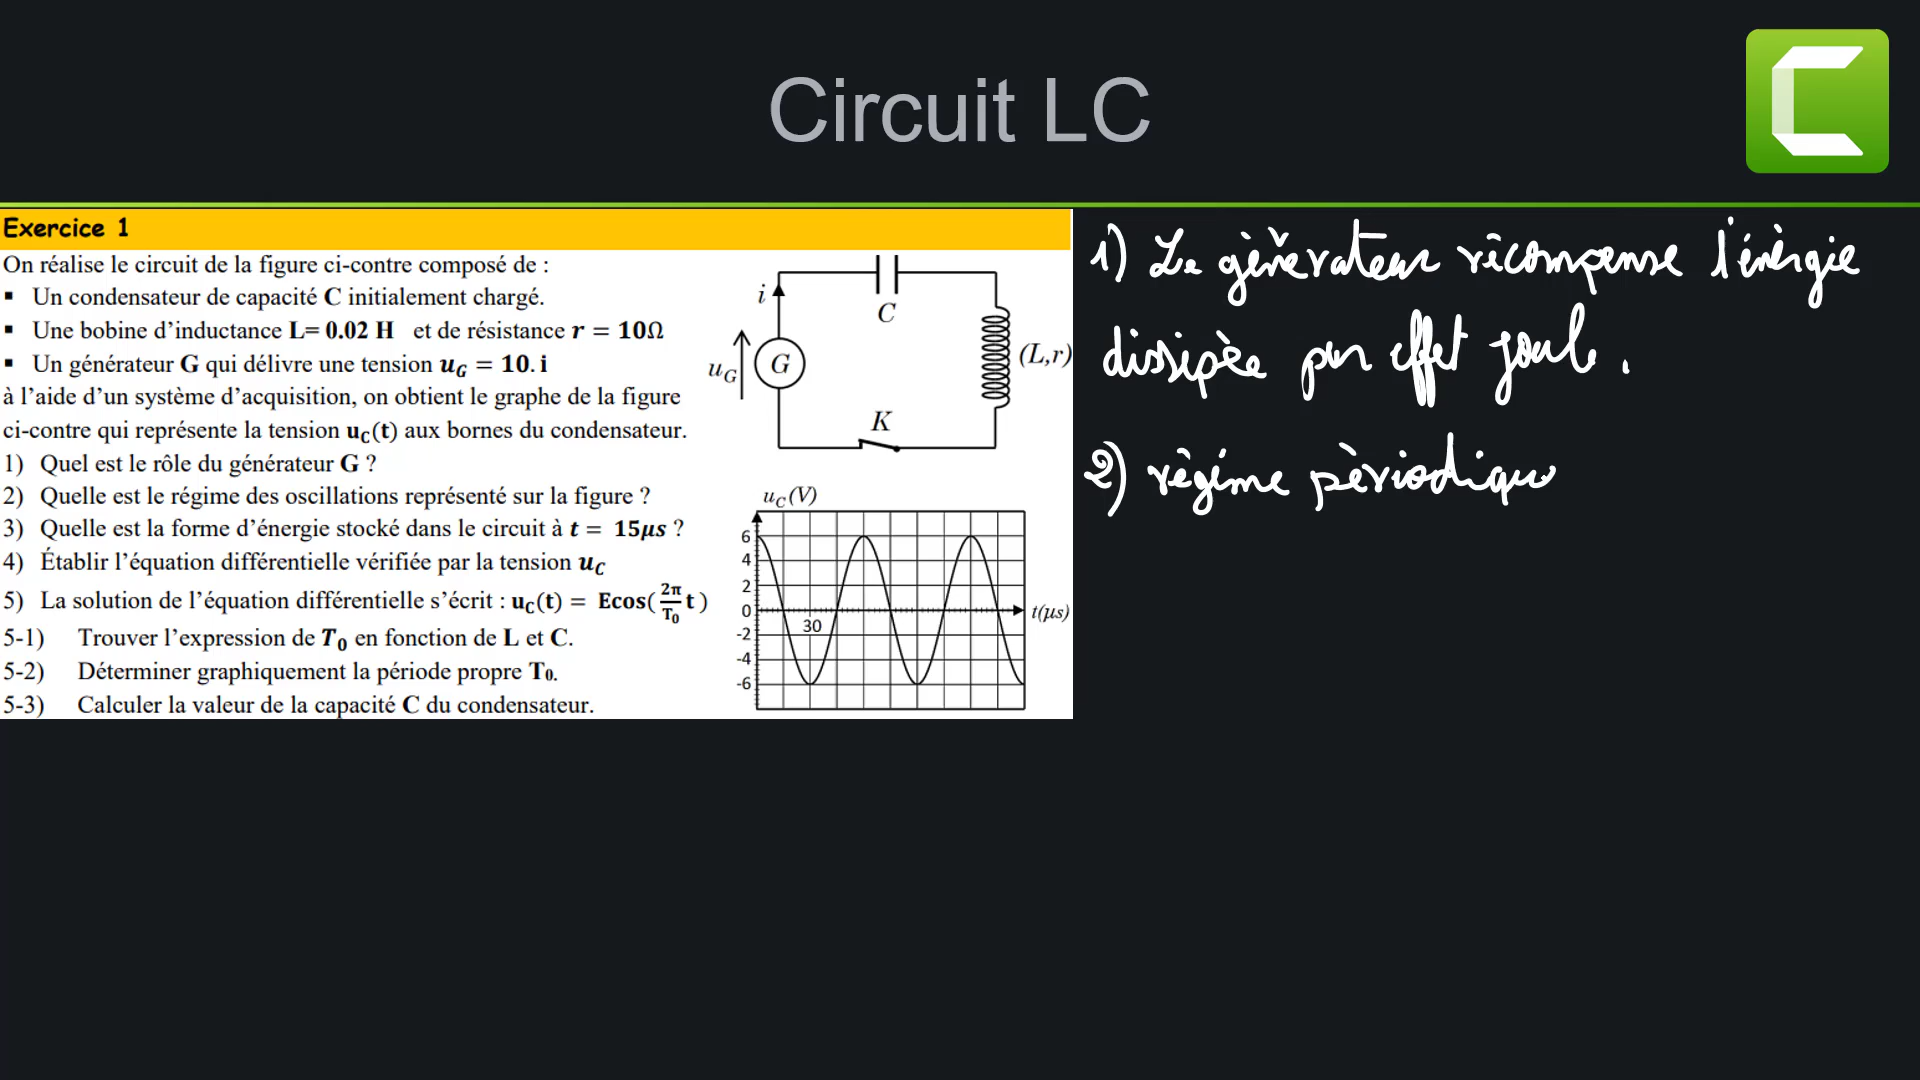 Circuit LC
Exercice 1
On réalise le circuit de la figure ci-contre composé de :
▪ Un condensateur de capacité C initialement chargé.
▪ Une bobine d’inductance L= 0.02 H et de résistance r = 10Ω
▪ Un générateur G qui délivre une tension u_G = 10. i
à l’aide d’un système d’acquisition, on obtient le graphe de la figure
ci-contre qui représente la tension u_C(t) aux bornes du condensateur.
1) Quel est le rôle du générateur G ?
2) Quelle est le régime des oscillations représenté sur la figure ?
3) Quelle est la forme d’énergie stocké dans le circuit à t = 15μs ?
4) Établir l’équation différentielle vérifiée par la tension u_C
5) La solution de l’équation différentielle s’écrit : u_C(t) = Ecos(2π/T_0 t)
5-1) Trouver l’expression de T_0 en fonction de L et C.
5-2) Déterminer graphiquement la période propre T_0.
5-3) Calculer la valeur de la capacité C du condensateur.
i
C
u_G
G
(L,r)
K
u_C(V)
6
4
2
0
-2
-4
-6
30
t(μs)
1) Le générateur récompense l'énergie
dissipée par effet joule.
2) régime périodique